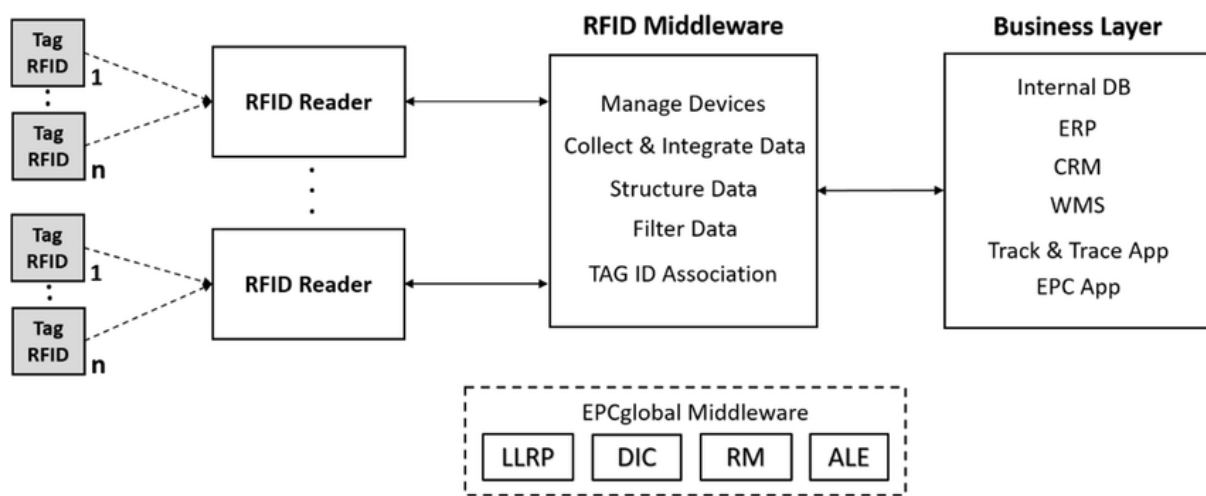 Tag
RFID
1
Tag
RFID
n
Tag
RFID
1
Tag
RFID
n
RFID Reader
RFID Reader
RFID Middleware
Manage Devices
Collect & Integrate Data
Structure Data
Filter Data
TAG ID Association
Business Layer
Internal DB
ERP
CRM
WMS
Track & Trace App
EPC App
EPCglobal Middleware
LLRP
DIC
RM
ALE